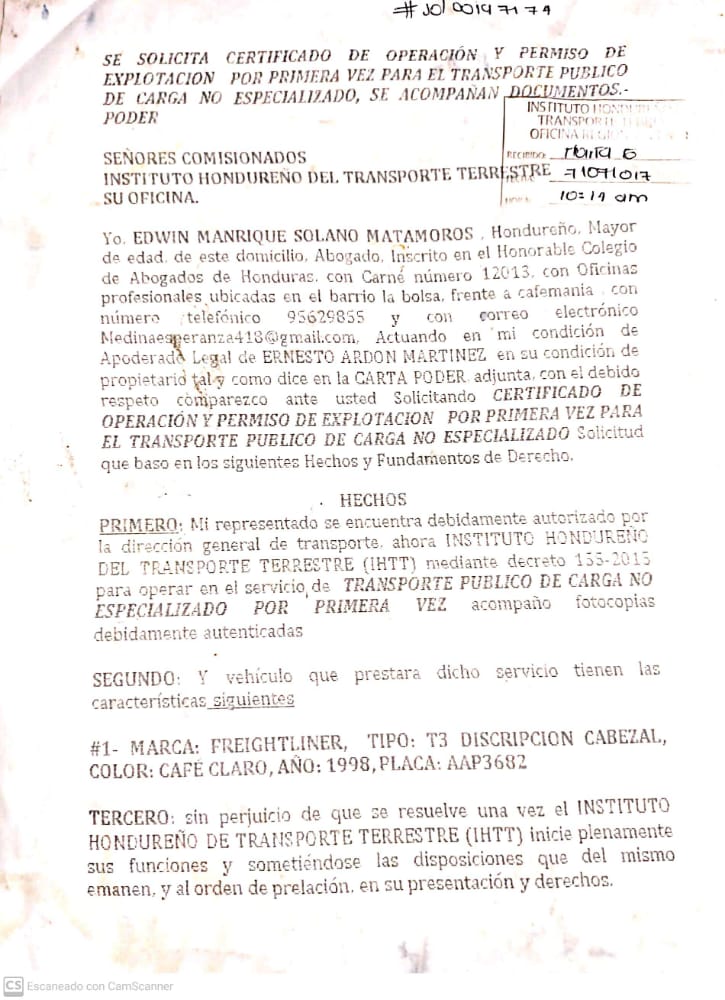 SE SOLICITA CERTIFICADO DE OPERACIÓN Y PERMISO DE
EXPLOTACION POR PRIMERA VEZ PARA EL TRANSPORTE PUBLICO
DE CARGA NO ESPECIALIZADO, SE ACOMPAÑAN DOCUMENTOS.-
PODER
INSTITUTO
TRANSPORTE
OFICINA
RECIBIDO:
10:19 am
SEÑORES COMISIONADOS
INSTITUTO HONDUREÑO DEL TRANSPORTE TERRESTRE
SU OFICINA.
Yo, EDWIN MANRIQUE SOLANO MATAMOROS , Hondureño, Mayor
de edad, de este domicilio, Abogado, Inscrito en el Honorable Colegio
de Abogados de Honduras, con Carné número 12013, con Oficinas
profesionales ubicadas en el barrio la bolsa, frente a cafemania , con
número telefónico 95629855 y con correo electrónico
Medinaesperanza418@gmail.com, Actuando en mi condición de
Apoderado Legal de ERNESTO ARDON MARTINEZ en su condición de
propietario tal y como dice en la CARTA PODER adjunta, con el debido
respeto comparezco ante usted Solicitando CERTIFICADO DE
OPERACIÓN Y PERMISO DE EXPLOTACION POR PRIMERA VEZ PARA
EL TRANSPORTE PUBLICO DE CARGA NO ESPECIALIZADO Solicitud
que baso en los siguientes Hechos y Fundamentos de Derecho.
HECHOS
PRIMERO: Mi representado se encuentra debidamente autorizado por
la dirección general de transporte, ahora INSTITUTO HONDUREÑO
DEL TRANSPORTE TERRESTRE (IHTT) mediante decreto 155-2015
para operar en el servicio de TRANSPORTE PUBLICO DE CARGA NO
ESPECIALIZADO POR PRIMERA VEZ acompaño fotocopias
debidamente autenticadas
SEGUNDO: Y vehículo que prestara dicho servicio tienen las
características siguientes
#1- MARCA: FREIGHTLINER, TIPO: T3 DISCRIPCION CABEZAL,
COLOR: CAFÉ CLARO, AÑO: 1998, PLACA: AAP3682
TERCERO: sin perjuicio de que se resuelve una vez el INSTITUTO
HONDUREÑO DE TRANSPORTE TERRESTRE (IHTT) inicie plenamente
sus funciones y sometiéndose las disposiciones que del mismo
emanen, y al orden de prelación, en su presentación y derechos.
CS Escaneado con CamScanner